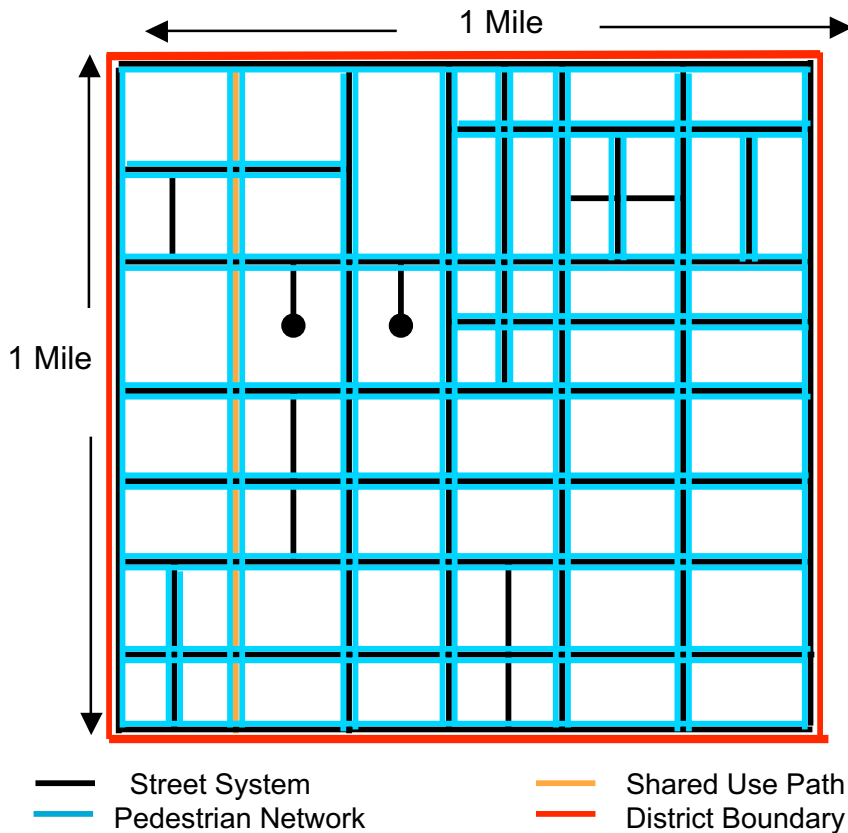 1 Mile
1 Mile
Street System
Shared Use Path
Pedestrian Network
District Boundary